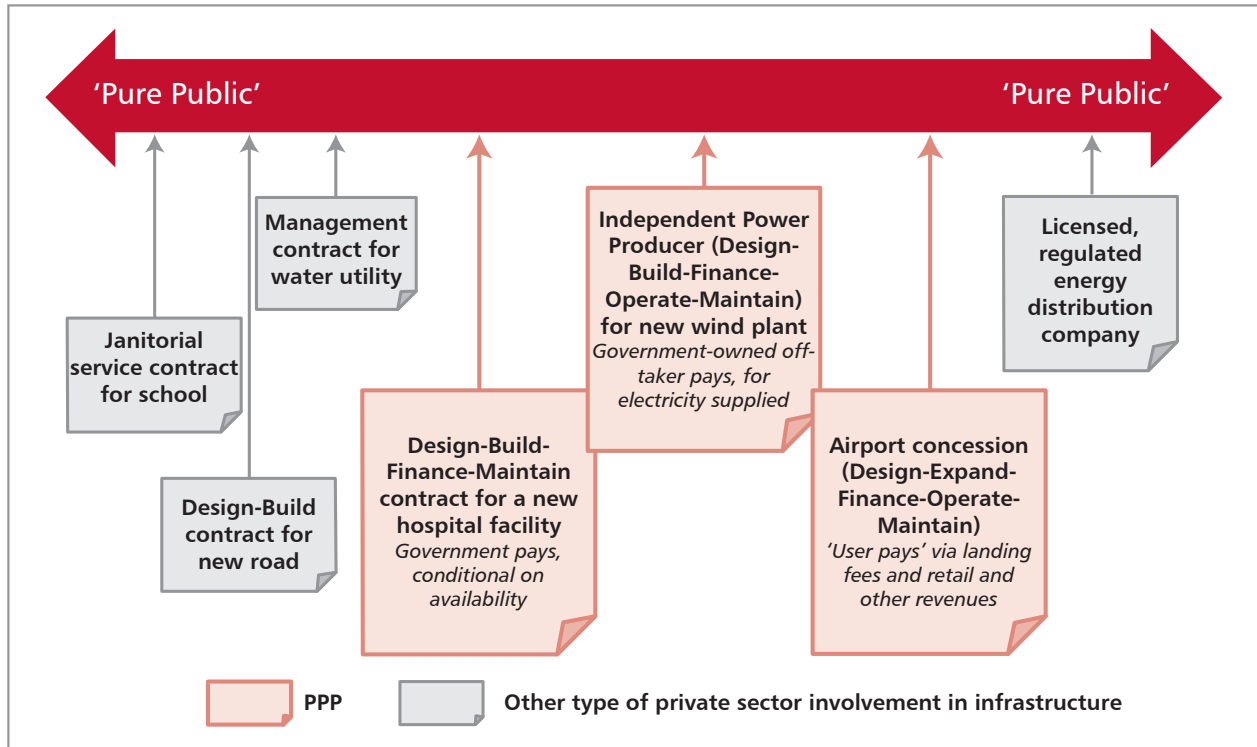 'Pure Public'
'Pure Public'
Janitorial
service contract
for school
Design-Build
contract for
new road
Management
contract for
water utility
Design-Build-
Finance-Maintain
contract for a new
hospital facility
Government pays,
conditional on
availability
Independent Power
Producer (Design-
Build-Finance-
Operate-Maintain)
for new wind plant
Government-owned off-
taker pays, for
electricity supplied
Airport concession
(Design-Expand-
Finance-Operate-
Maintain)
'User pays' via landing
fees and retail and
other revenues
Licensed,
regulated
energy
distribution
company
PPP
Other type of private sector involvement in infrastructure